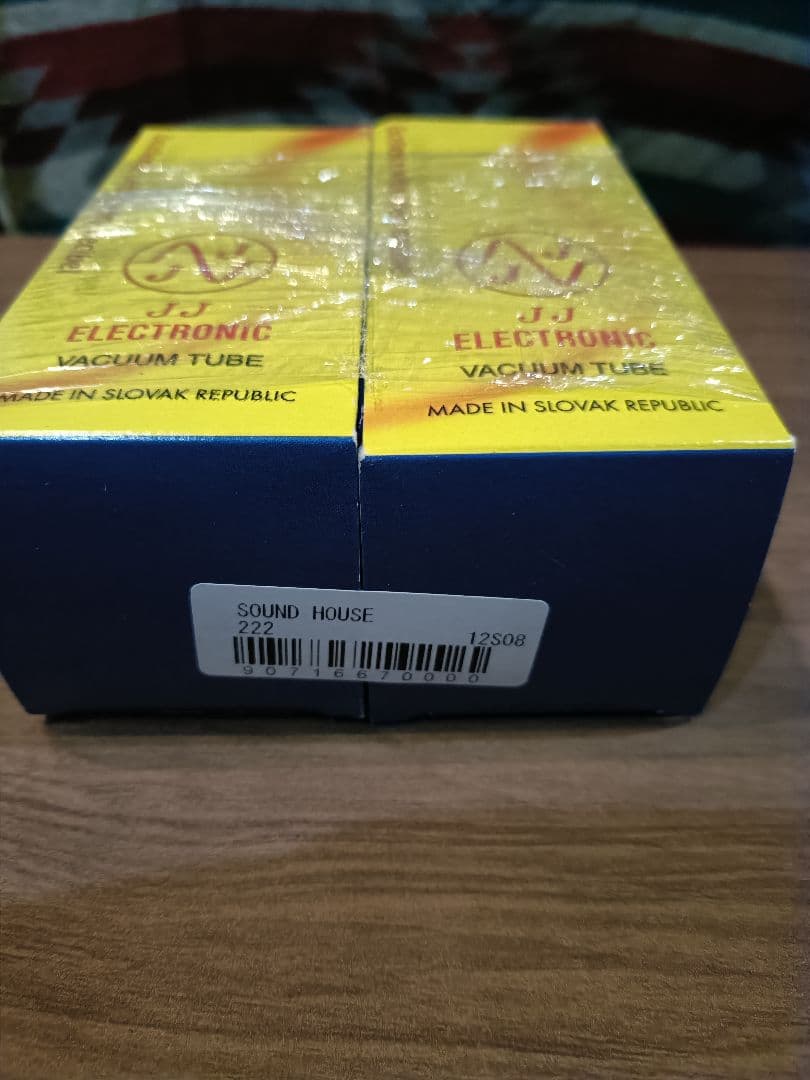 JJ
ELECTRONIC
VACUUM TUBE
MADE IN SLOVAK REPUBLIC
JJ
ELECTRONIC
VACUUM TUBE
MADE IN SLOVAK REPUBLIC
SOUND HOUSE
222
12S08
90716670000